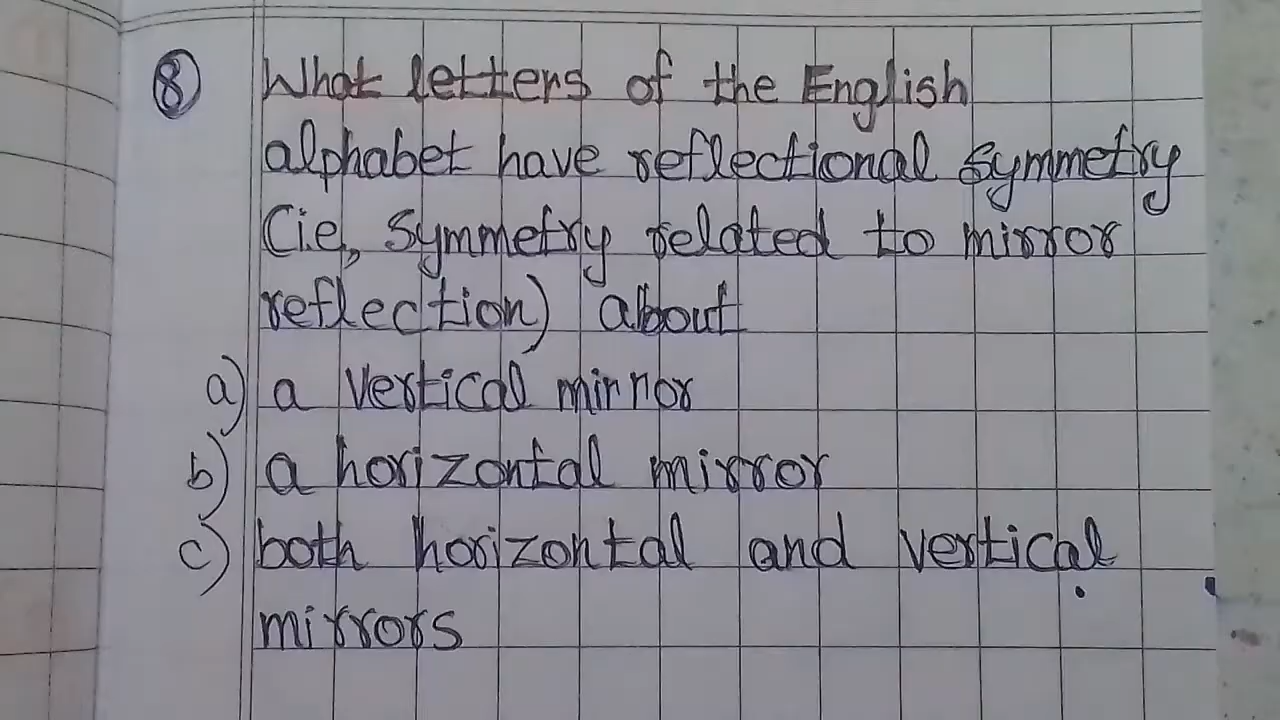 8 What letters of the English
alphabet have reflectional symmetry
(i.e, symmetry related to mirror
reflection) about
a) a vertical mirror
b) a horizontal mirror
c) both horizontal and vertical
mirrors